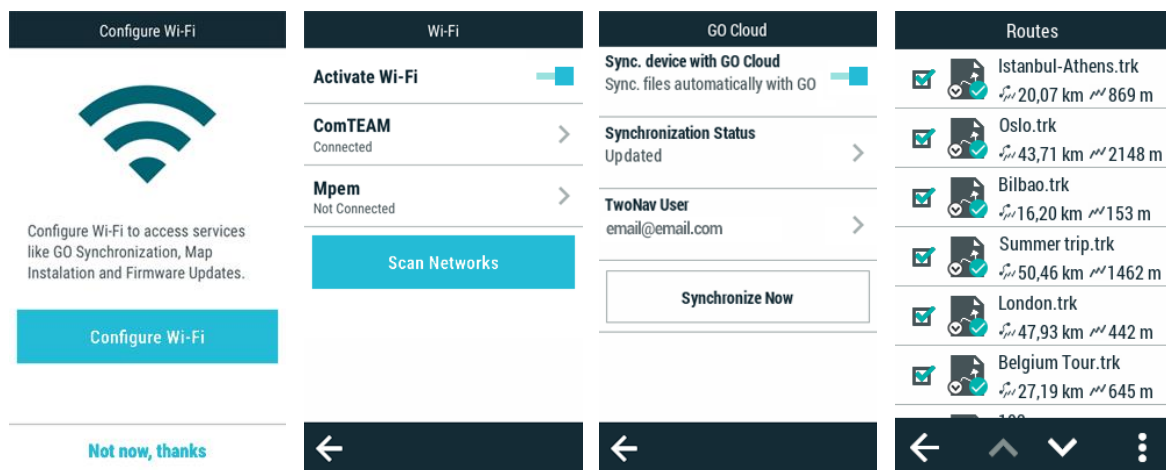 Configure Wi-Fi
Configure Wi-Fi to access services
like GO Synchronization, Map
Instalation and Firmware Updates.
Configure Wi-Fi
Not now, thanks
Wi-Fi
Activate Wi-Fi
ComTEAM
Connected
Mpem
Not Connected
Scan Networks
GO Cloud
Sync. device with GO Cloud
Sync. files automatically with GO
Synchronization Status
Updated
TwoNav User
email@email.com
Synchronize Now
Routes
Istanbul-Athens.trk
20,07 km 869 m
Oslo.trk
43,71 km 2148 m
Bilbao.trk
16,20 km 153 m
Summer trip.trk
50,46 km 1462 m
London.trk
47,93 km 442 m
Belgium Tour.trk
27,19 km 645 m